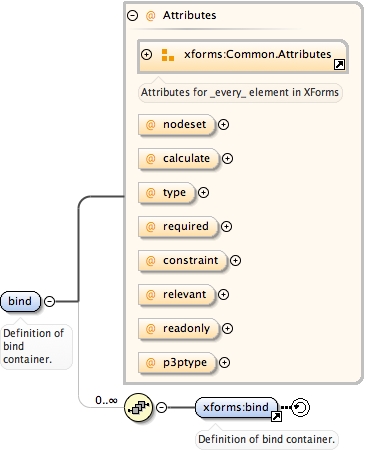 @ Attributes
xforms:Common.Attributes
Attributes for _every_ element in XForms
@ nodeset
@ calculate
@ type
@ required
@ constraint
@ relevant
@ readonly
@ p3ptype
bind
Definition of
bind
container.
0..∞
xforms:bind
Definition of bind container.